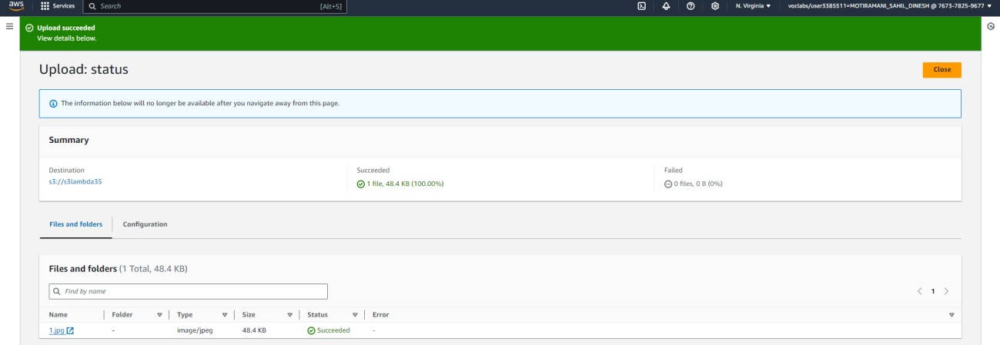 aws Services Search [Alt+S] N. Virginia voclabs/user3385511=MOTIRAMANI_SAHIL_DINESH @ 7673-7825-9677
Upload succeeded
View details below.
Upload: status
Close
The information below will no longer be available after you navigate away from this page.
Summary
Destination Succeeded Failed
s3://s3lambda35 1 file, 48.4 KB (100.00%) 0 files, 0 B (0%)
Files and folders Configuration
Files and folders (1 Total, 48.4 KB)
Find by name
1
Name Folder Type Size Status Error
1.jpg - image/jpeg 48.4 KB Succeeded -